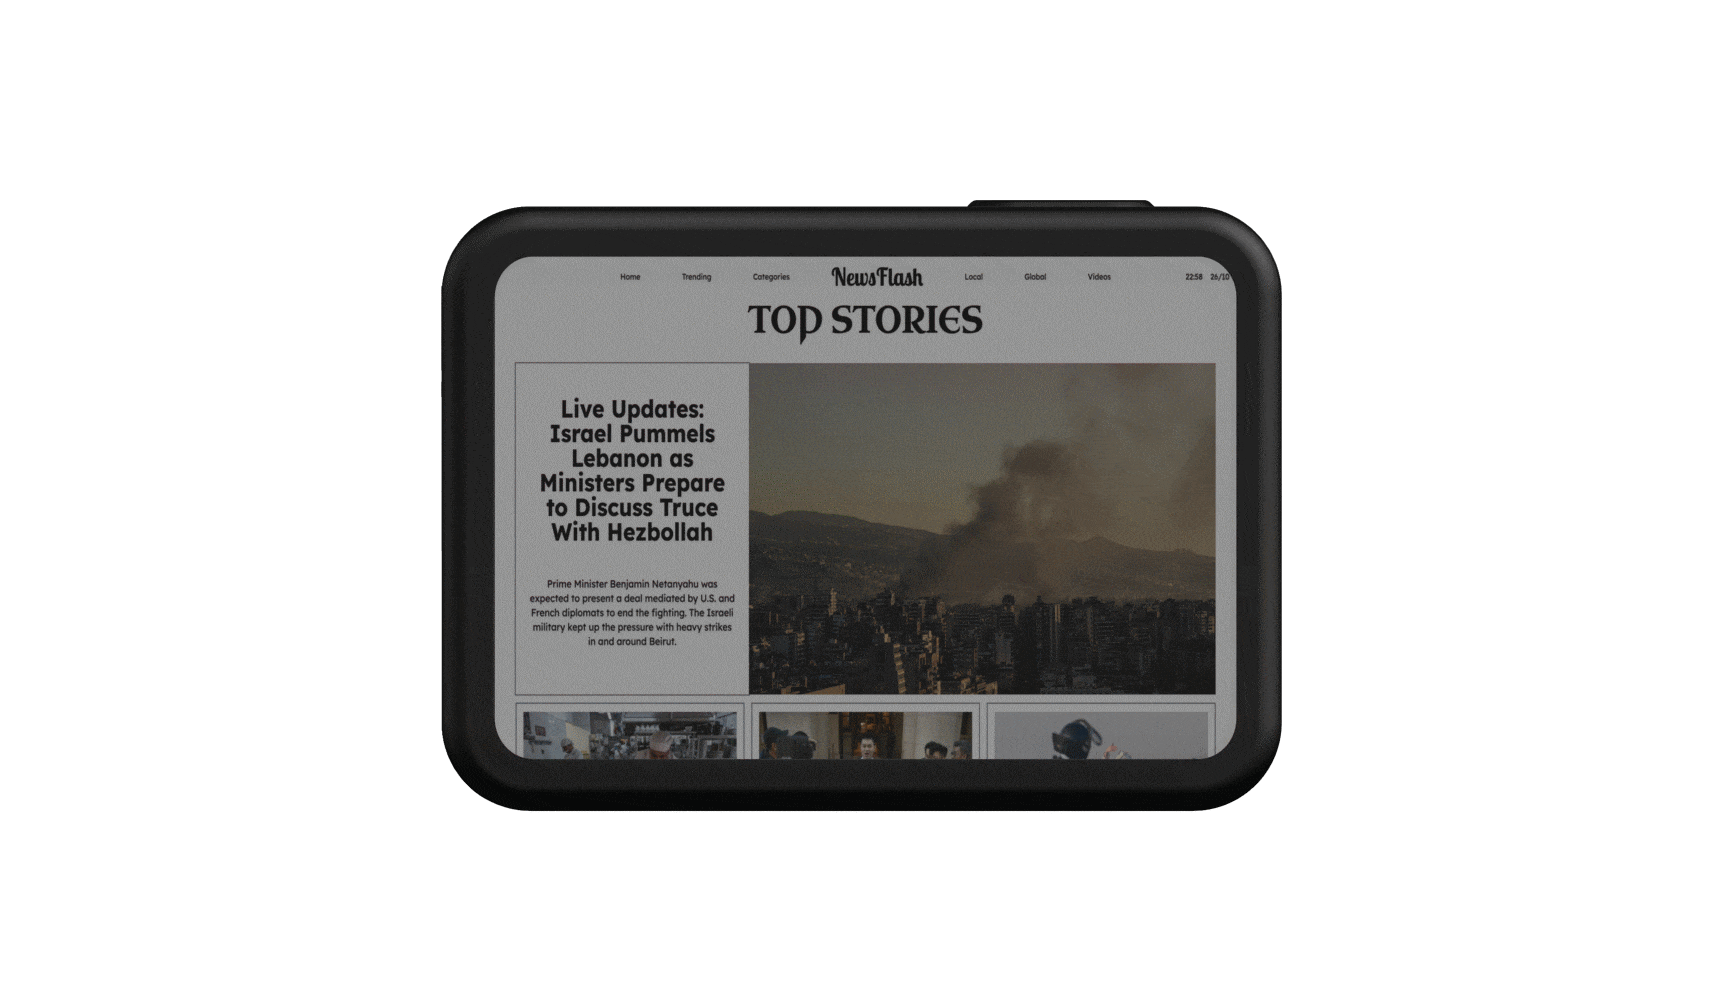 Home Trending Categories NewsFlash Local Global Videos 22:58 26/10
TOP STORIES
Live Updates:
Israel Pummels
Lebanon as
Ministers Prepare
to Discuss Truce
With Hezbollah
Prime Minister Benjamin Netanyahu was
expected to present a deal mediated by U.S. and
French diplomats to end the fighting. The Israeli
military kept up the pressure with heavy strikes
in and around Beirut.